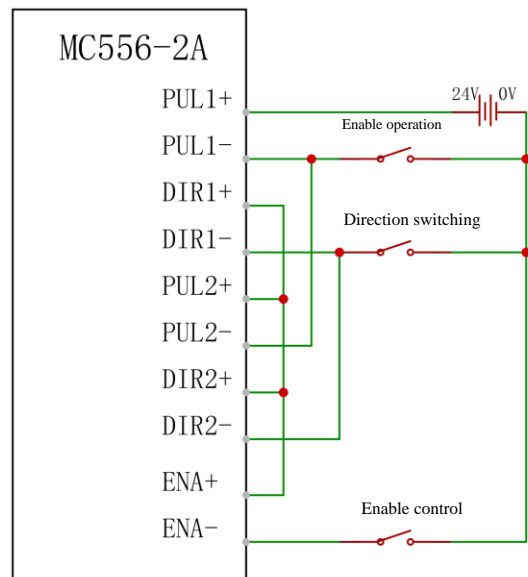 MC556-2A
PUL1+
24V 0V
Enable operation
PUL1-
DIR1+
Direction switching
DIR1-
PUL2+
PUL2-
DIR2+
DIR2-
ENA+
Enable control
ENA-